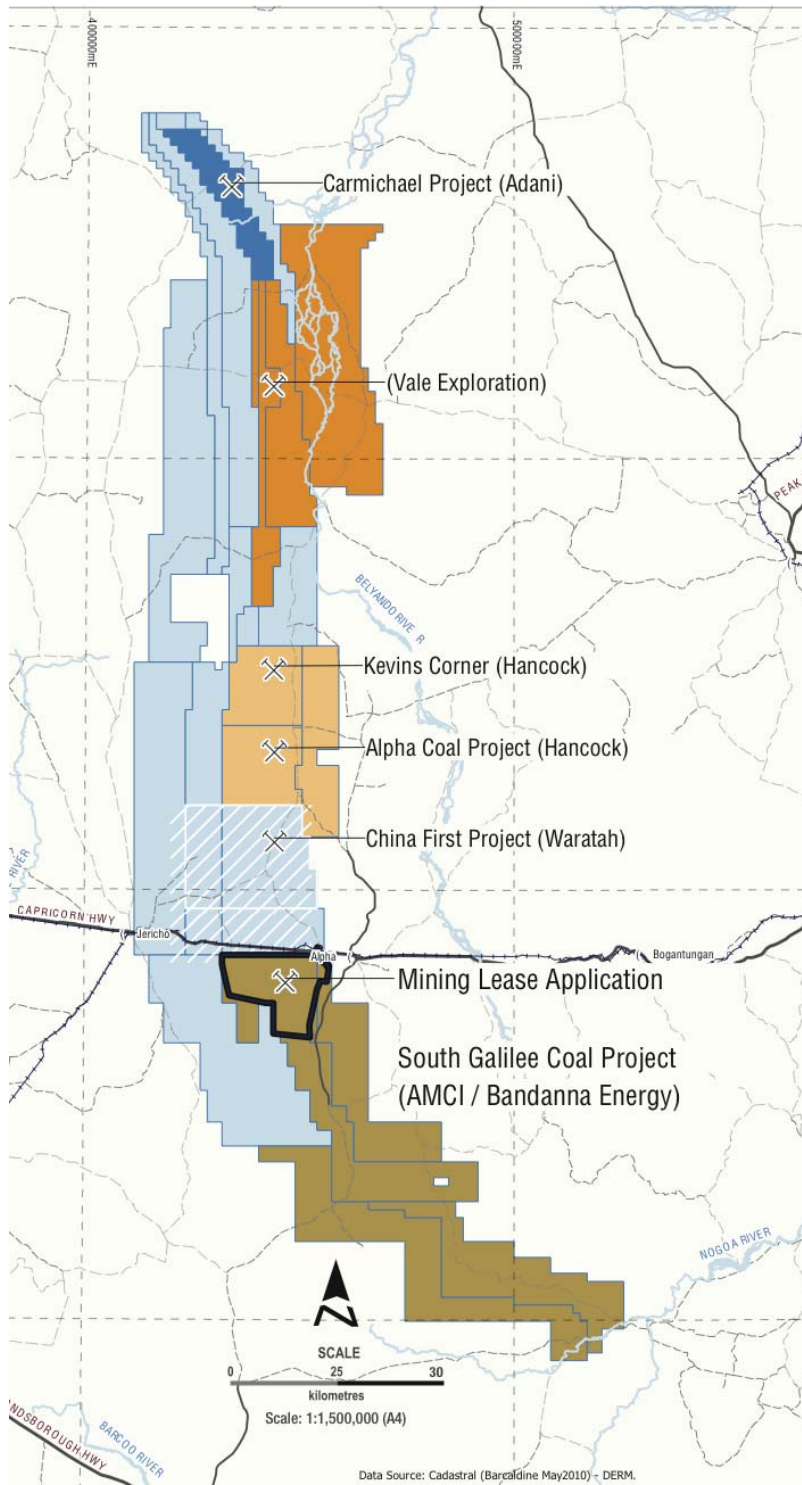 400000mE
500000mE
Carmichael Project (Adani)
(Vale Exploration)
PEAK
BELYANDO RIVE R
Kevins Corner (Hancock)
Alpha Coal Project (Hancock)
China First Project (Waratah)
RIVER
CAPRICORN HWY
Jericho
Alpha
Bogantungan
Mining Lease Application
South Galilee Coal Project
(AMCI / Bandanna Energy)
NOGOA RIVER
N
SCALE
0 25 30
kilometres
Scale: 1:1,500,000 (A4)
NDSBOROUGH HWY
BARCOO RIVER
Data Source: Cadastral (Barcaldine May2010) - DERM.